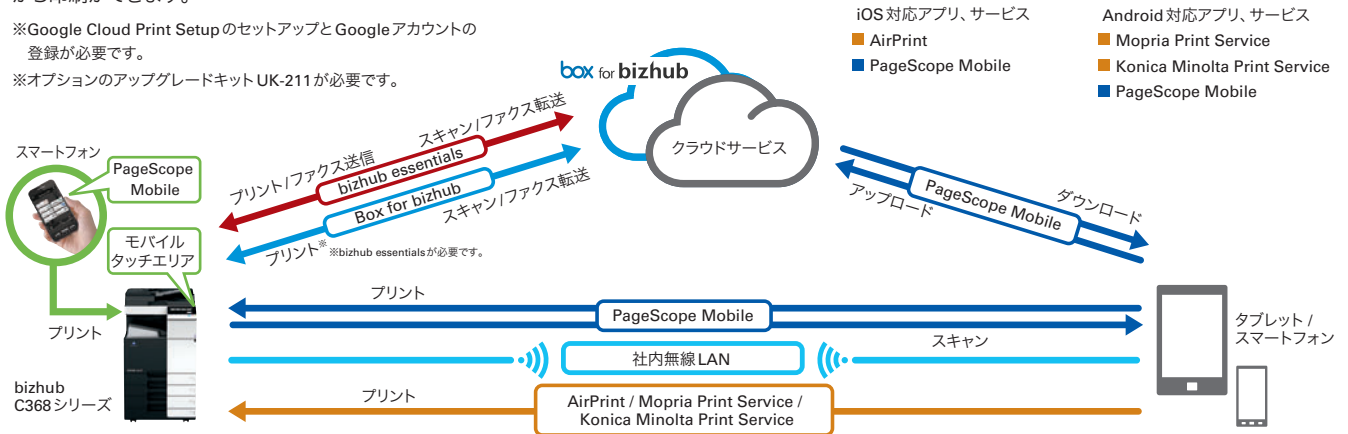 ※Google Cloud Print SetupのセットアップとGoogleアカウントの
登録が必要です。
※オプションのアップグレードキットUK-211が必要です。
iOS対応アプリ、サービス
AirPrint
PageScope Mobile
Android対応アプリ、サービス
Mopria Print Service
Konica Minolta Print Service
PageScope Mobile
box for bizhub
クラウドサービス
スマートフォン
PageScope
Mobile
モバイル
タッチエリア
プリント
bizhub
C368シリーズ
プリント/ファクス送信
スキャン/ファクス転送
bizhub essentials
Box for bizhub
スキャン/ファクス転送
プリント※
※bizhub essentialsが必要です。
PageScope Mobile
ダウンロード
アップロード
プリント
PageScope Mobile
スキャン
社内無線LAN
プリント
AirPrint / Mopria Print Service /
Konica Minolta Print Service
タブレット /
スマートフォン